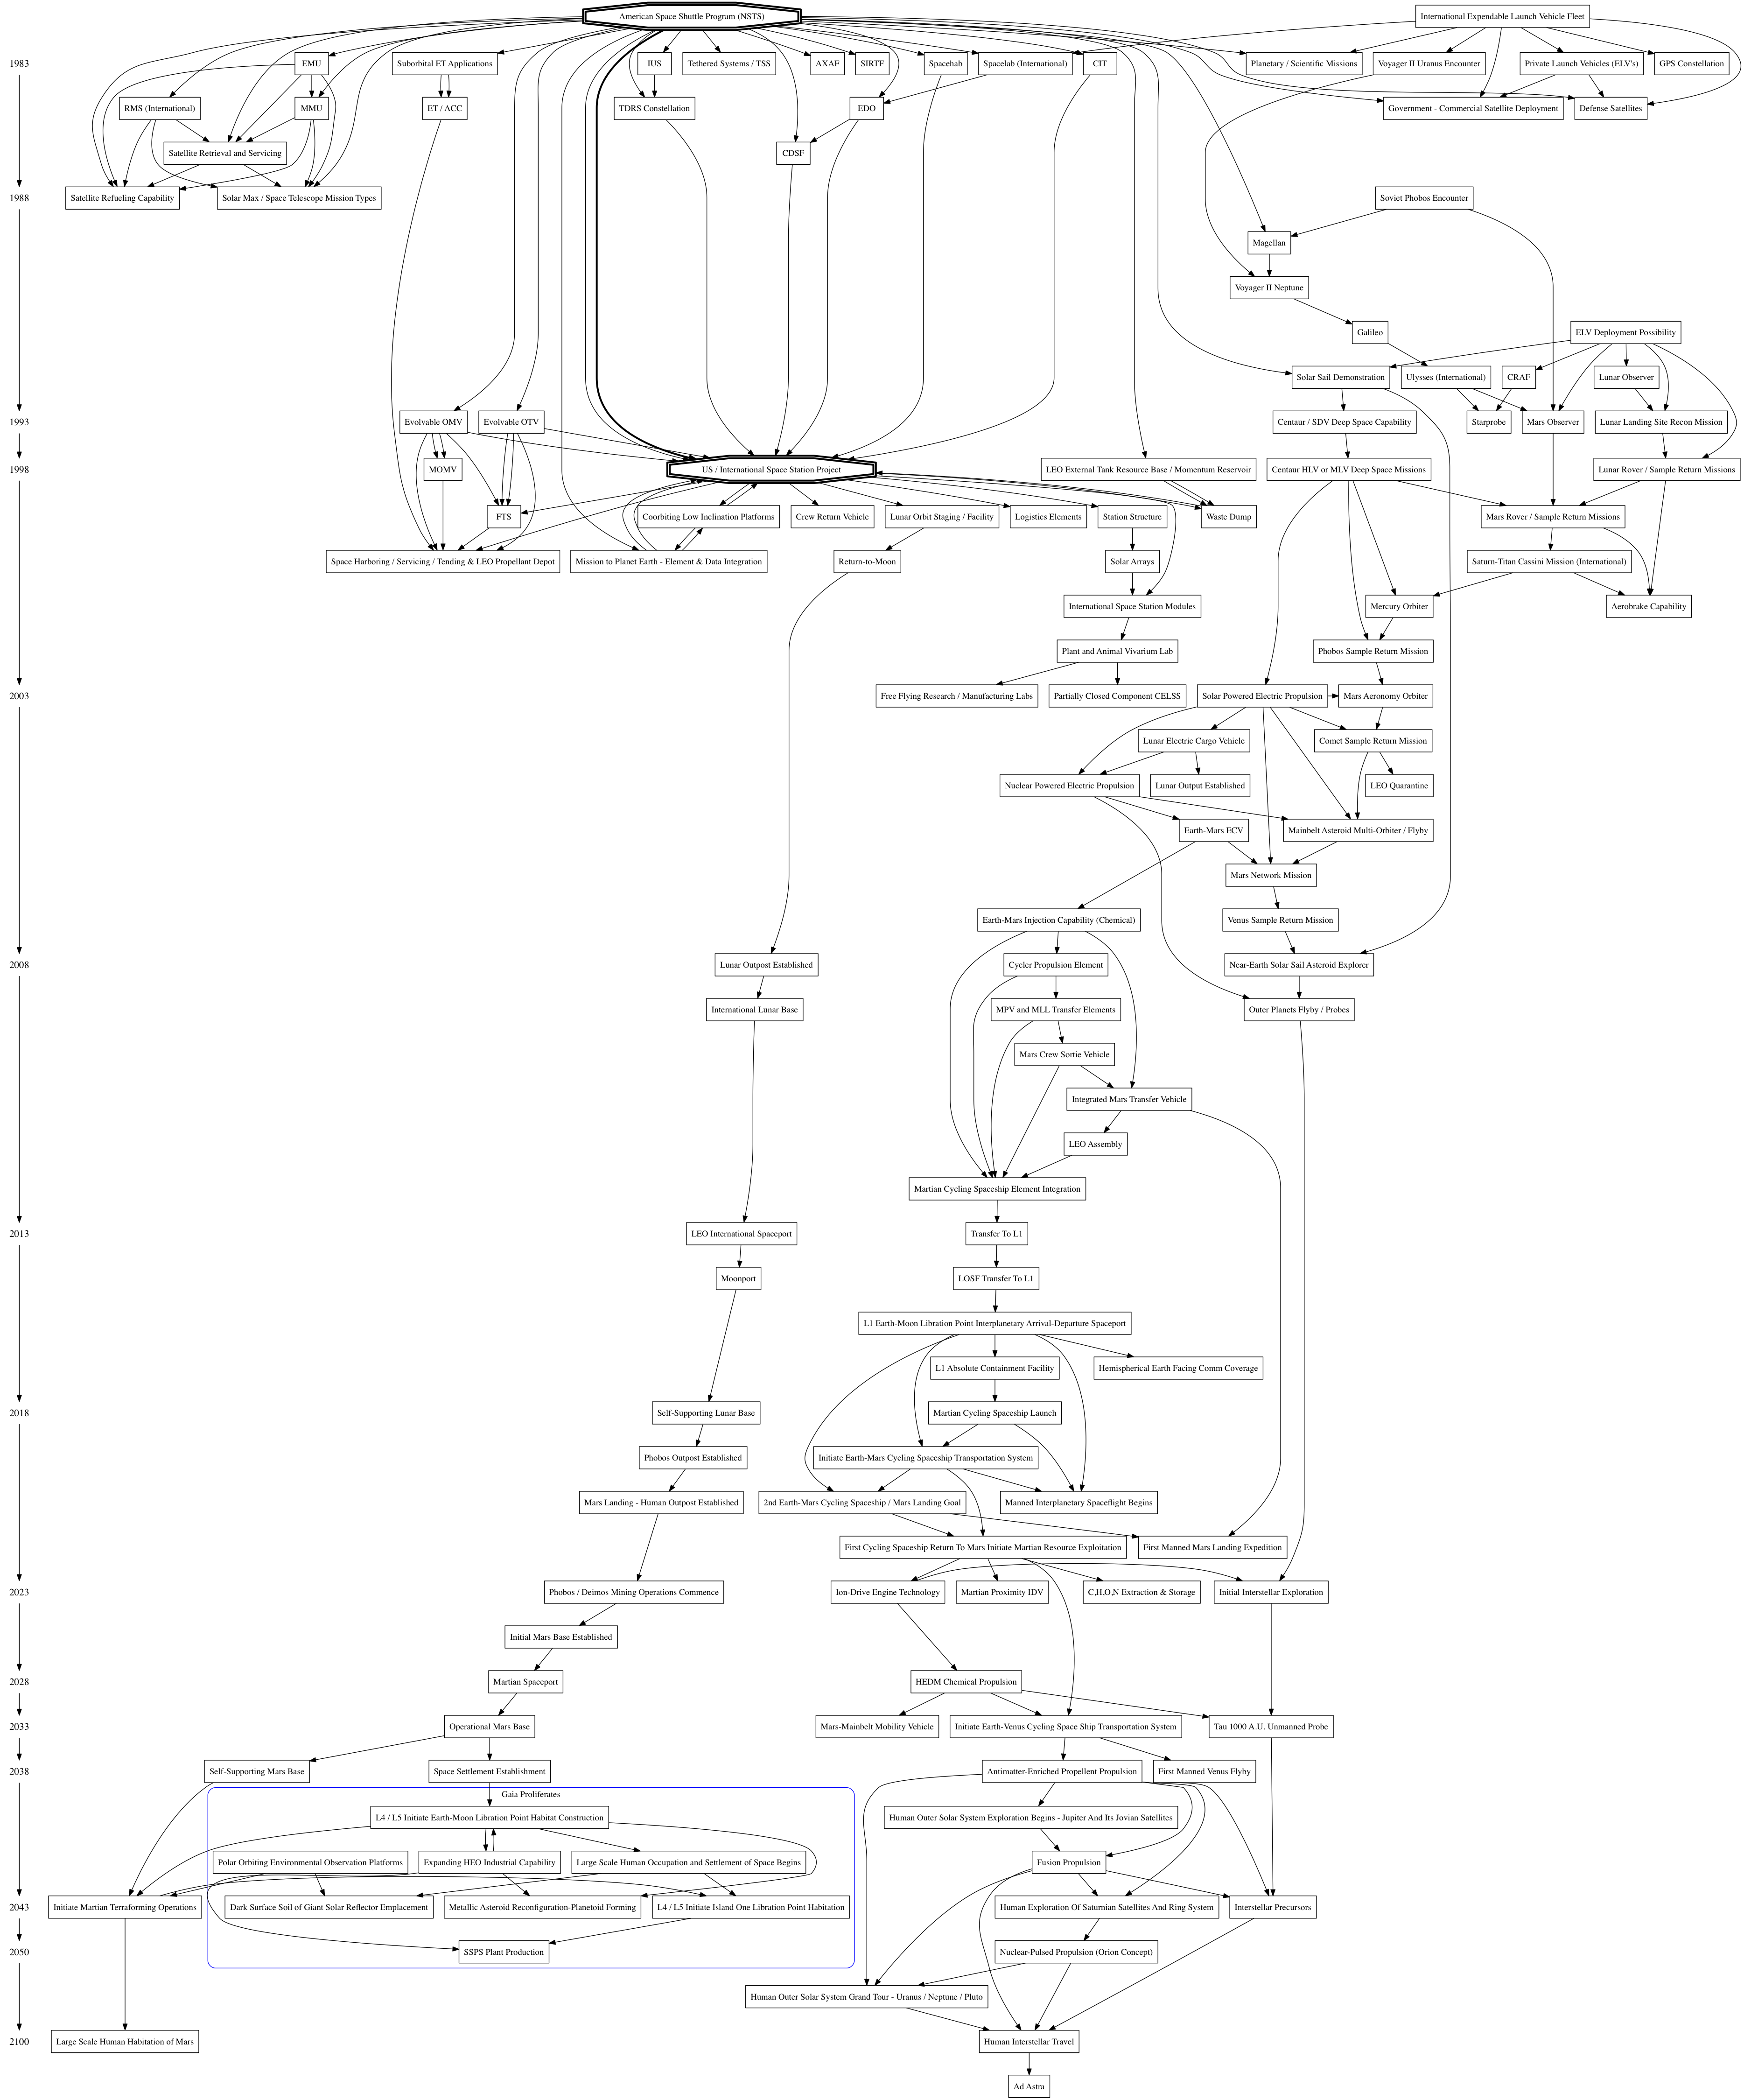 American Space Shuttle Program (NSTS)
International Expendable Launch Vehicle Fleet
1983
EMU
Suborbital ET Applications
IUS
Tethered Systems / TSS
AXAF
SIRTF
Spacehab
Spacelab (International)
CIT
Planetary / Scientific Missions
Voyager II Uranus Encounter
Private Launch Vehicles (ELV's)
GPS Constellation
RMS (International)
MMU
ET / ACC
TDRS Constellation
EDO
Government - Commercial Satellite Deployment
Defense Satellites
Satellite Retrieval and Servicing
CDSF
1988
Satellite Refueling Capability
Solar Max / Space Telescope Mission Types
Soviet Phobos Encounter
Magellan
Voyager II Neptune
Galileo
ELV Deployment Possibility
Solar Sail Demonstration
Ulysses (International)
CRAF
Lunar Observer
1993
Evolvable OMV
Evolvable OTV
Centaur / SDV Deep Space Capability
Starprobe
Mars Observer
Lunar Landing Site Recon Mission
1998
MOMV
US / International Space Station Project
LEO External Tank Resource Base / Momentum Reservoir
Centaur HLV or MLV Deep Space Missions
Lunar Rover / Sample Return Missions
FTS
Coorbiting Low Inclination Platforms
Crew Return Vehicle
Lunar Orbit Staging / Facility
Logistics Elements
Station Structure
Waste Dump
Mars Rover / Sample Return Missions
Space Harboring / Servicing / Tending & LEO Propellant Depot
Mission to Planet Earth - Element & Data Integration
Return-to-Moon
Solar Arrays
Saturn-Titan Cassini Mission (International)
International Space Station Modules
Mercury Orbiter
Aerobrake Capability
Plant and Animal Vivarium Lab
Phobos Sample Return Mission
2003
Free Flying Research / Manufacturing Labs
Partially Closed Component CELSS
Solar Powered Electric Propulsion
Mars Aeronomy Orbiter
Lunar Electric Cargo Vehicle
Comet Sample Return Mission
Nuclear Powered Electric Propulsion
Lunar Output Established
LEO Quarantine
Earth-Mars ECV
Mainbelt Asteroid Multi-Orbiter / Flyby
Mars Network Mission
Earth-Mars Injection Capability (Chemical)
Venus Sample Return Mission
2008
Lunar Outpost Established
Cycler Propulsion Element
Near-Earth Solar Sail Asteroid Explorer
International Lunar Base
MPV and MLL Transfer Elements
Outer Planets Flyby / Probes
Mars Crew Sortie Vehicle
Integrated Mars Transfer Vehicle
LEO Assembly
Martian Cycling Spaceship Element Integration
2013
LEO International Spaceport
Transfer To L1
Moonport
LOSF Transfer To L1
L1 Earth-Moon Libration Point Interplanetary Arrival-Departure Spaceport
L1 Absolute Containment Facility
Hemispherical Earth Facing Comm Coverage
2018
Self-Supporting Lunar Base
Martian Cycling Spaceship Launch
Phobos Outpost Established
Initiate Earth-Mars Cycling Spaceship Transportation System
Mars Landing - Human Outpost Established
2nd Earth-Mars Cycling Spaceship / Mars Landing Goal
Manned Interplanetary Spaceflight Begins
First Cycling Spaceship Return To Mars Initiate Martian Resource Exploitation
First Manned Mars Landing Expedition
2023
Phobos / Deimos Mining Operations Commence
Ion-Drive Engine Technology
Martian Proximity IDV
C,H,O,N Extraction & Storage
Initial Interstellar Exploration
Initial Mars Base Established
2028
Martian Spaceport
HEDM Chemical Propulsion
2033
Operational Mars Base
Mars-Mainbelt Mobility Vehicle
Initiate Earth-Venus Cycling Space Ship Transportation System
Tau 1000 A.U. Unmanned Probe
2038
Self-Supporting Mars Base
Space Settlement Establishment
Antimatter-Enriched Propellent Propulsion
First Manned Venus Flyby
Gaia Proliferates
L4 / L5 Initiate Earth-Moon Libration Point Habitat Construction
Human Outer Solar System Exploration Begins - Jupiter And Its Jovian Satellites
Polar Orbiting Environmental Observation Platforms
Expanding HEO Industrial Capability
Large Scale Human Occupation and Settlement of Space Begins
Fusion Propulsion
2043
Initiate Martian Terraforming Operations
Dark Surface Soil of Giant Solar Reflector Emplacement
Metallic Asteroid Reconfiguration-Planetoid Forming
L4 / L5 Initiate Island One Libration Point Habitation
Human Exploration Of Saturnian Satellites And Ring System
Interstellar Precursors
2050
SSPS Plant Production
Nuclear-Pulsed Propulsion (Orion Concept)
Human Outer Solar System Grand Tour - Uranus / Neptune / Pluto
2100
Large Scale Human Habitation of Mars
Human Interstellar Travel
Ad Astra